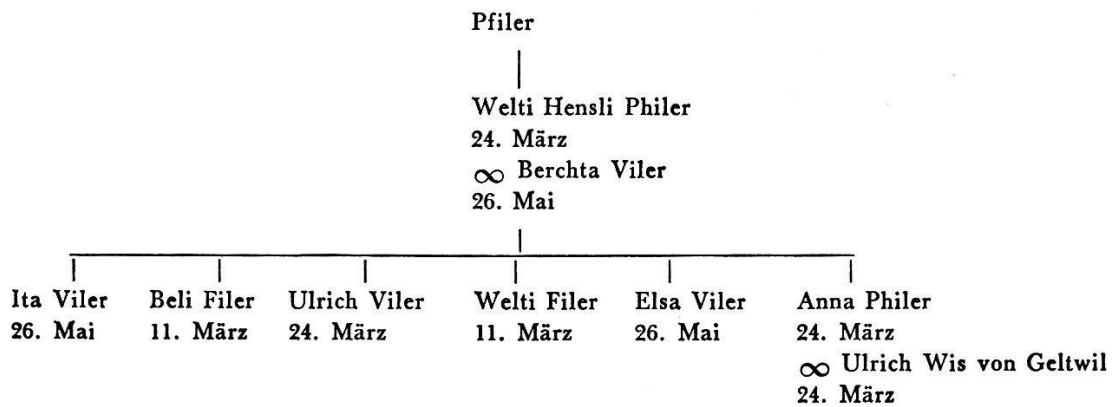 Pfiler
Welti Hensli Philer
24. März
∞ Berchta Viler
26. Mai
Ita Viler
26. Mai
Beli Filer
11. März
Ulrich Viler
24. März
Welti Filer
11. März
Elsa Viler
26. Mai
Anna Philer
24. März
∞ Ulrich Wis von Geltwil
24. März